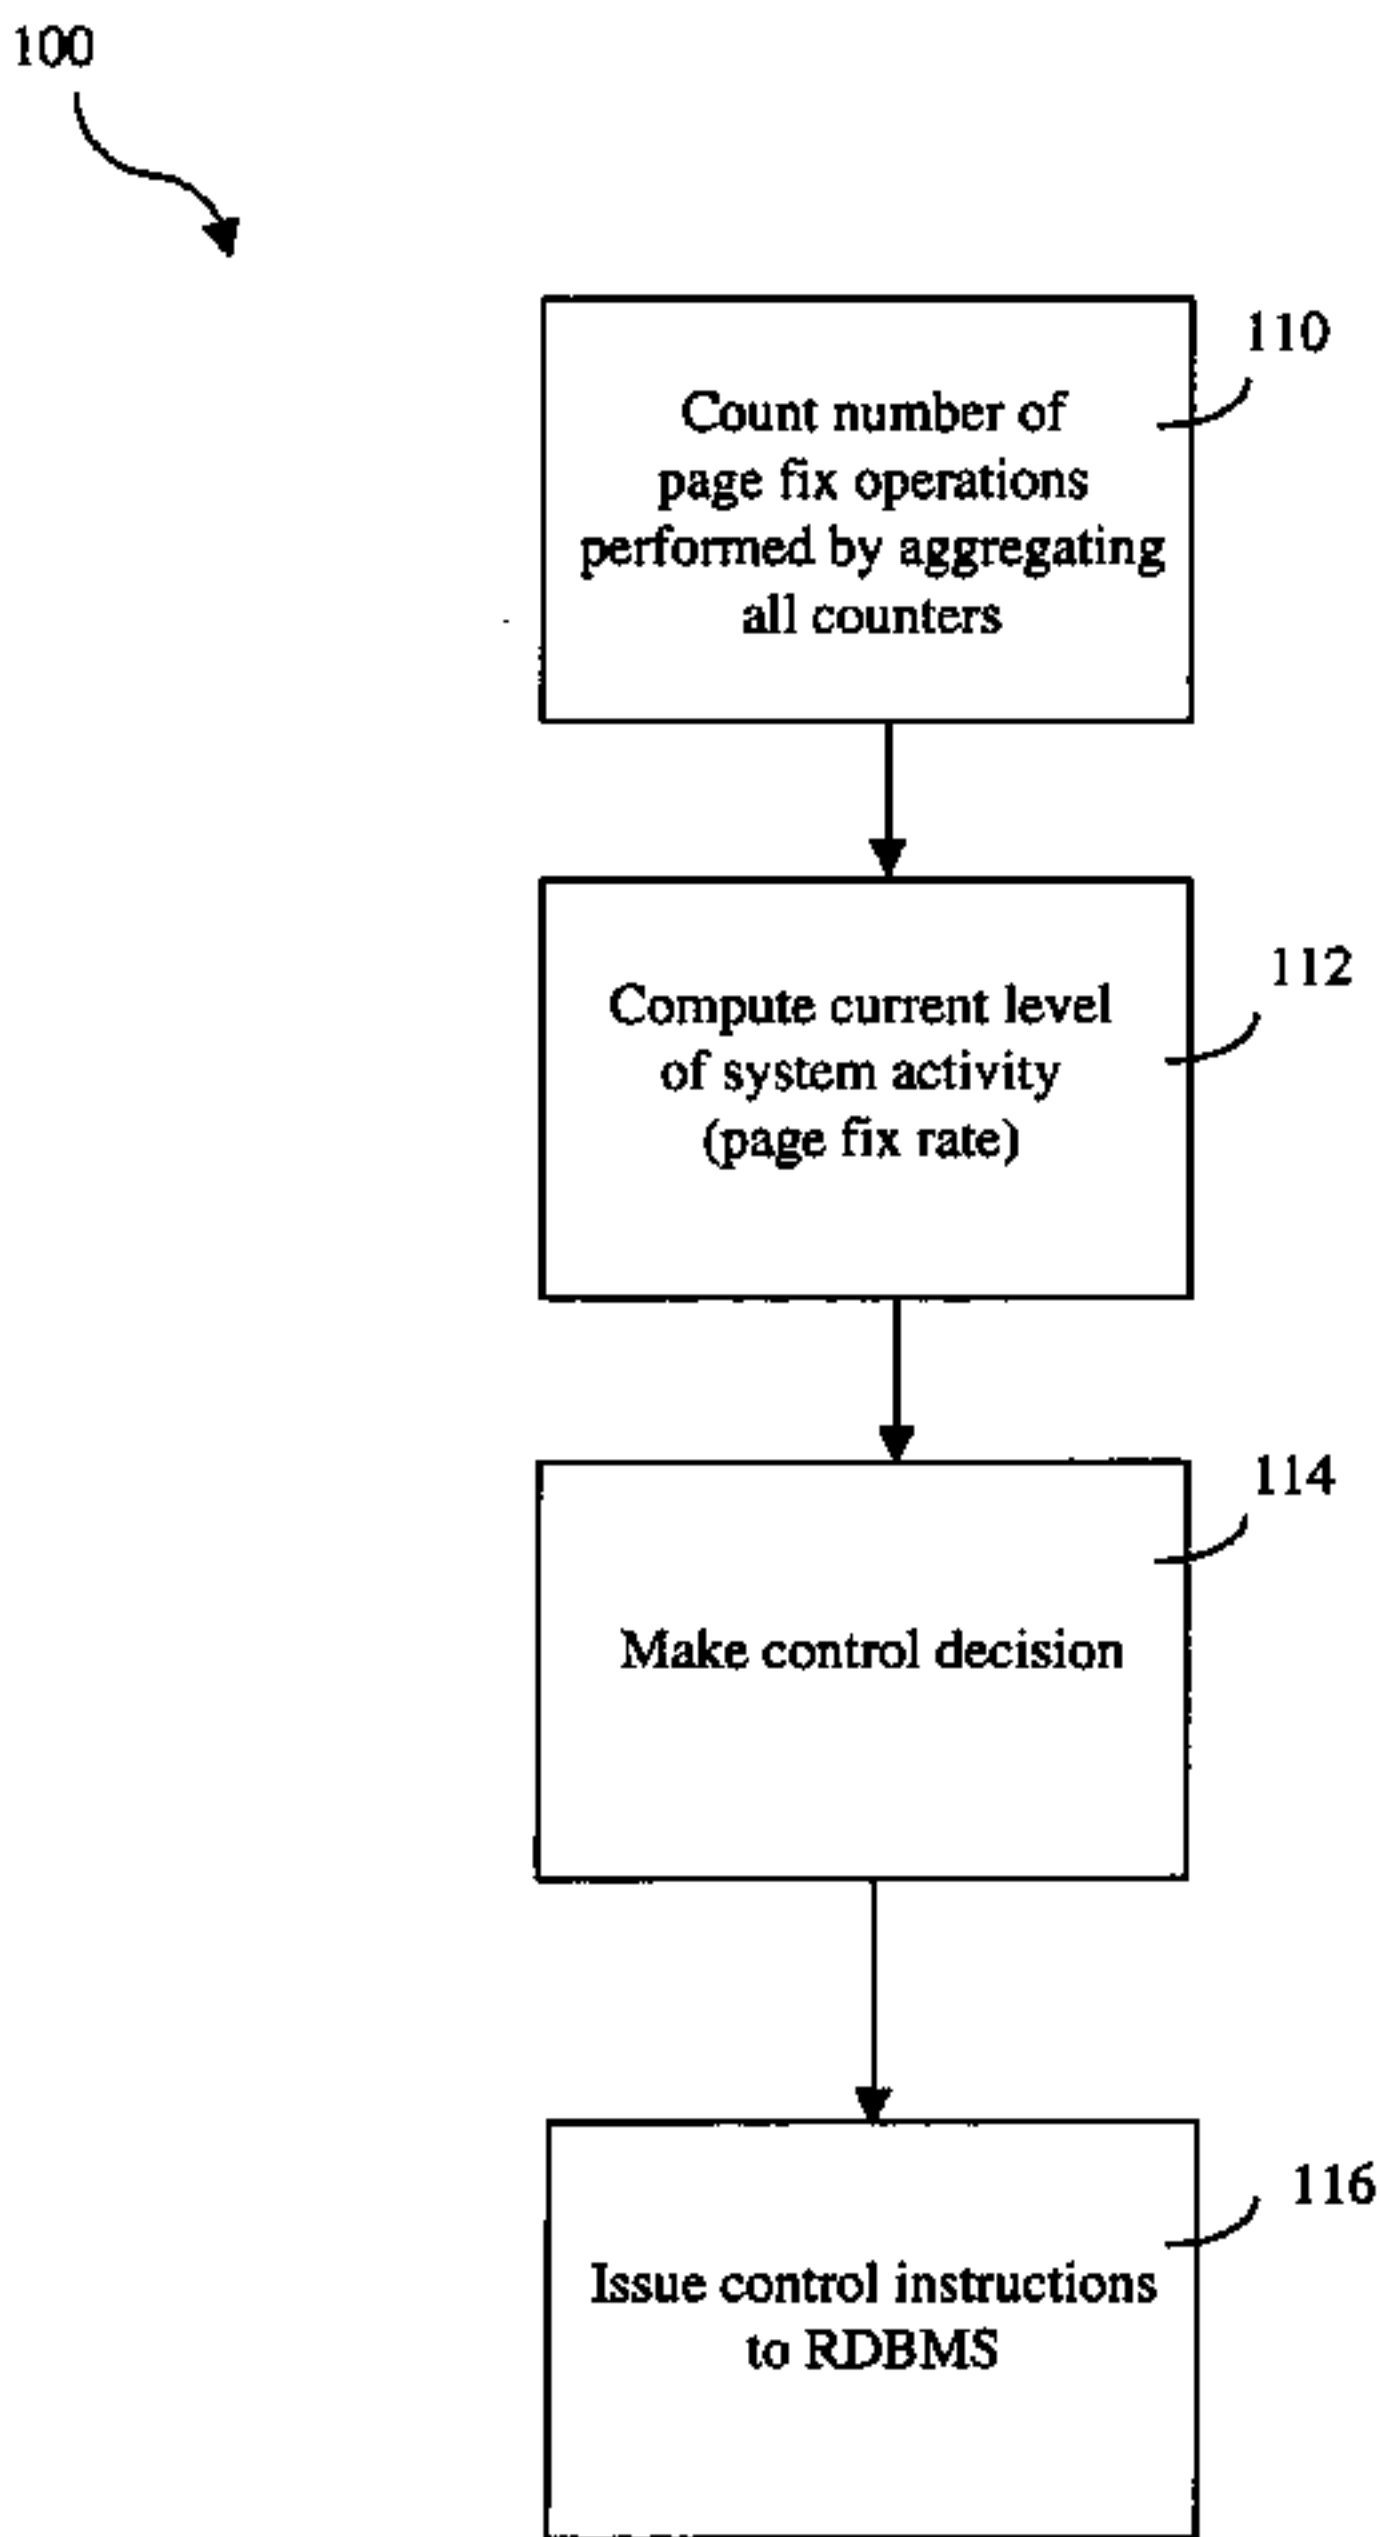 100
110
Count number of
page fix operations
performed by aggregating
all counters
112
Compute current level
of system activity
(page fix rate)
114
Make control decision
116
Issue control instructions
to RDBMS